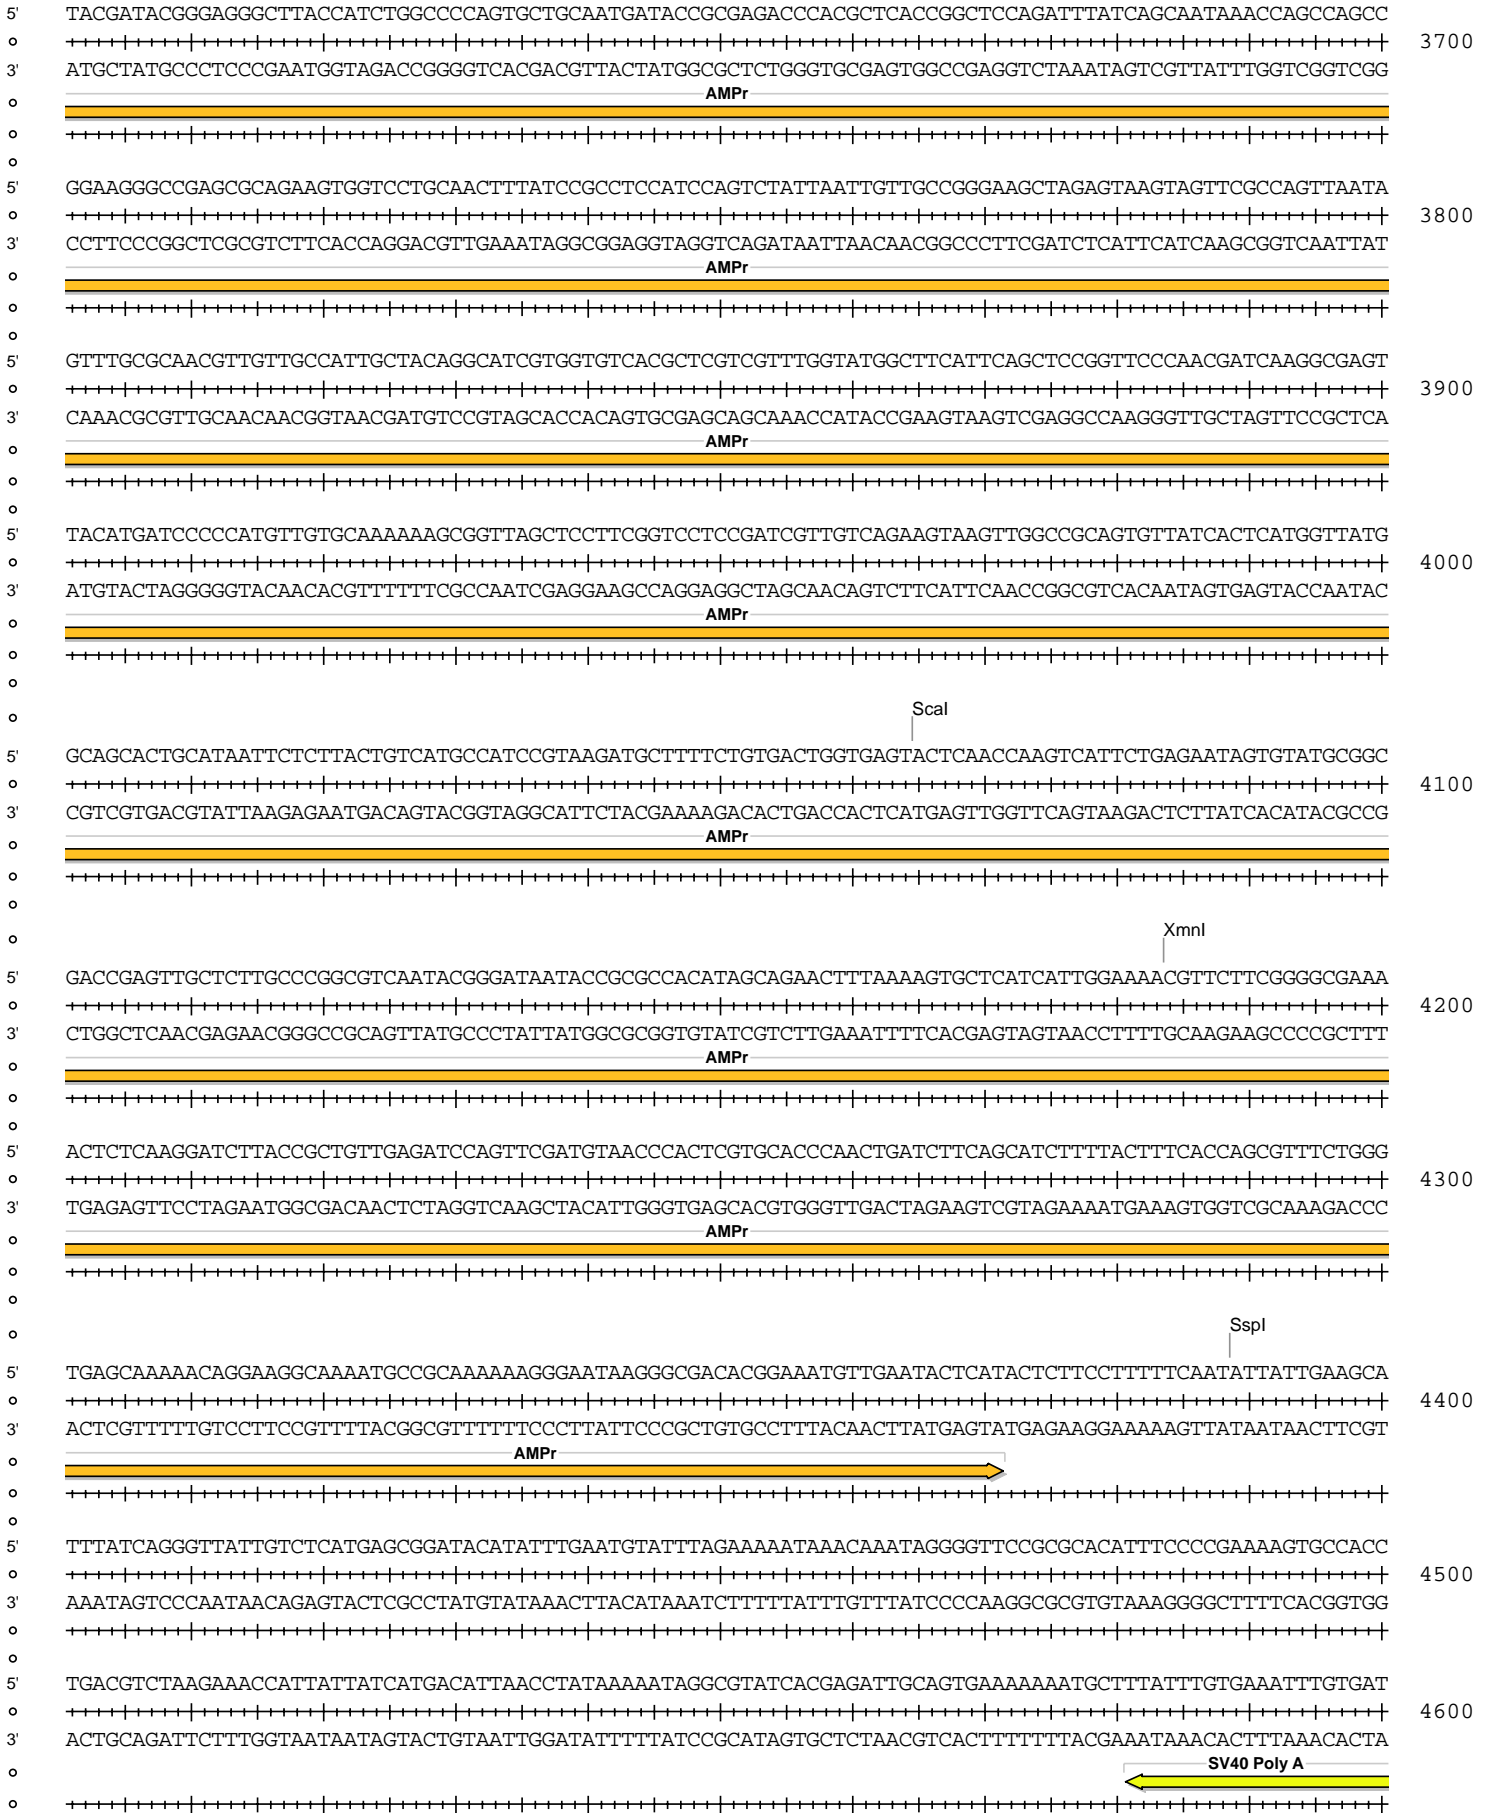 5' TACGATACGGGAGGGCTTACCATCTGGCCCCAGTGCTGCAATGATACCGCGAGACCCACGCTCACCGGCTCCAGATTTATCAGCAATAAACCAGCCAGCC
3700
3' ATGCTATGCCCTCCCGAATGGTAGACCGGGGTCACGACGTTACTATGGCGCTCTGGGTGCGAGTGGCCGAGGTCTAAATAGTCGTTATTTGGTCGGTCGG
AMPr
5' GGAAGGGCCGAGCGCAGAAGTGGTCCTGCAACTTTATCCGCCTCCATCCAGTCTATTAATTGTTGCCGGGAAGCTAGAGTAAGTAGTTCGCCAGTTAATA
3800
3' CCTTCCCGGCTCGCGTCTTCACCAGGACGTTGAAATAGGCGGAGGTAGGTCAGATAATTAACAACGGCCCTTCGATCTCATTCATCAAGCGGTCAATTAT
AMPr
5' GTTTGCGCAACGTTGTTGCCATTGCTACAGGCATCGTGGTGTCACGCTCGTCGTTTGGTATGGCTTCATTCAGCTCCGGTTCCCAACGATCAAGGCGAGT
3900
3' CAAACGCGTTGCAACAACGGTAACGATGTCCGTAGCACCACAGTGCGAGCAGCAAACCATACCGAAGTAAGTCGAGGCCAAGGGTTGCTAGTTCCGCTCA
AMPr
5' TACATGATCCCCCATGTTGTGCAAAAAAGCGGTTAGCTCCTTCGGTCCTCCGATCGTTGTCAGAAGTAAGTTGGCCGCAGTGTTATCACTCATGGTTATG
4000
3' ATGTACTAGGGGGTACAACACGTTTTTTCGCCAATCGAGGAAGCCAGGAGGCTAGCAACAGTCTTCATTCAACCGGCGTCACAATAGTGAGTACCAATAC
AMPr
ScaI
5' GCAGCACTGCATAATTCTCTTACTGTCATGCCATCCGTAAGATGCTTTTCTGTGACTGGTGAGTACTCAACCAAGTCATTCTGAGAATAGTGTATGCGGC
4100
3' CGTCGTGACGTATTAAGAGAATGACAGTACGGTAGGCATTCTACGAAAAGACACTGACCACTCATGAGTTGGTTCAGTAAGACTCTTATCACATACGCCG
AMPr
XmnI
5' GACCGAGTTGCTCTTGCCCGGCGTCAATACGGGATAATACCGCGCCACATAGCAGAACTTTAAAAGTGCTCATCATTGGAAAACGTTCTTCGGGGCGAAA
4200
3' CTGGCTCAACGAGAACGGGCCGCAGTTATGCCCTATTATGGCGCGGTGTATCGTCTTGAAATTTTCACGAGTAGTAACCTTTTGCAAGAAGCCCCGCTTT
AMPr
5' ACTCTCAAGGATCTTACCGCTGTTGAGATCCAGTTCGATGTAACCCACTCGTGCACCCAACTGATCTTCAGCATCTTTTACTTTCACCAGCGTTTCTGGG
4300
3' TGAGAGTTCCTAGAATGGCGACAACTCTAGGTCAAGCTACATTGGGTGAGCACGTGGGTTGACTAGAAGTCGTAGAAAATGAAAGTGGTCGCAAAGACCC
AMPr
SspI
5' TGAGCAAAAACAGGAAGGCAAAATGCCGCAAAAAAGGGAATAAGGGCGACACGGAAATGTTGAATACTCATACTCTTCCTTTTTCAATATTATTGAAGCA
4400
3' ACTCGTTTTTGTCCTTCCGTTTTACGGCGTTTTTTCCCTTATTCCCGCTGTGCCTTTACAACTTATGAGTATGAGAAGGAAAAAGTTATAATAACTTCGT
AMPr
5' TTTATCAGGGTTATTGTCTCATGAGCGGATACATATTTGAATGTATTTAGAAAAATAAACAAATAGGGGTTCCGCGCACATTTCCCCGAAAAGTGCCACC
4500
3' AAATAGTCCCAATAACAGAGTACTCGCCTATGTATAAACTTACATAAATCTTTTTATTTGTTTATCCCCAAGGCGCGTGTAAAGGGGCTTTTCACGGTGG
5' TGACGTCTAAGAAACCATTATTATCATGACATTAACCTATAAAAATAGGCGTATCACGAGATTGCAGTGAAAAAAATGCTTTATTTGTGAAATTTGTGAT
4600
3' ACTGCAGATTCTTTGGTAATAATAGTACTGTAATTGGATATTTTTATCCGCATAGTGCTCTAACGTCACTTTTTTTACGAAATAAACACTTTAAACACTA
SV40 Poly A